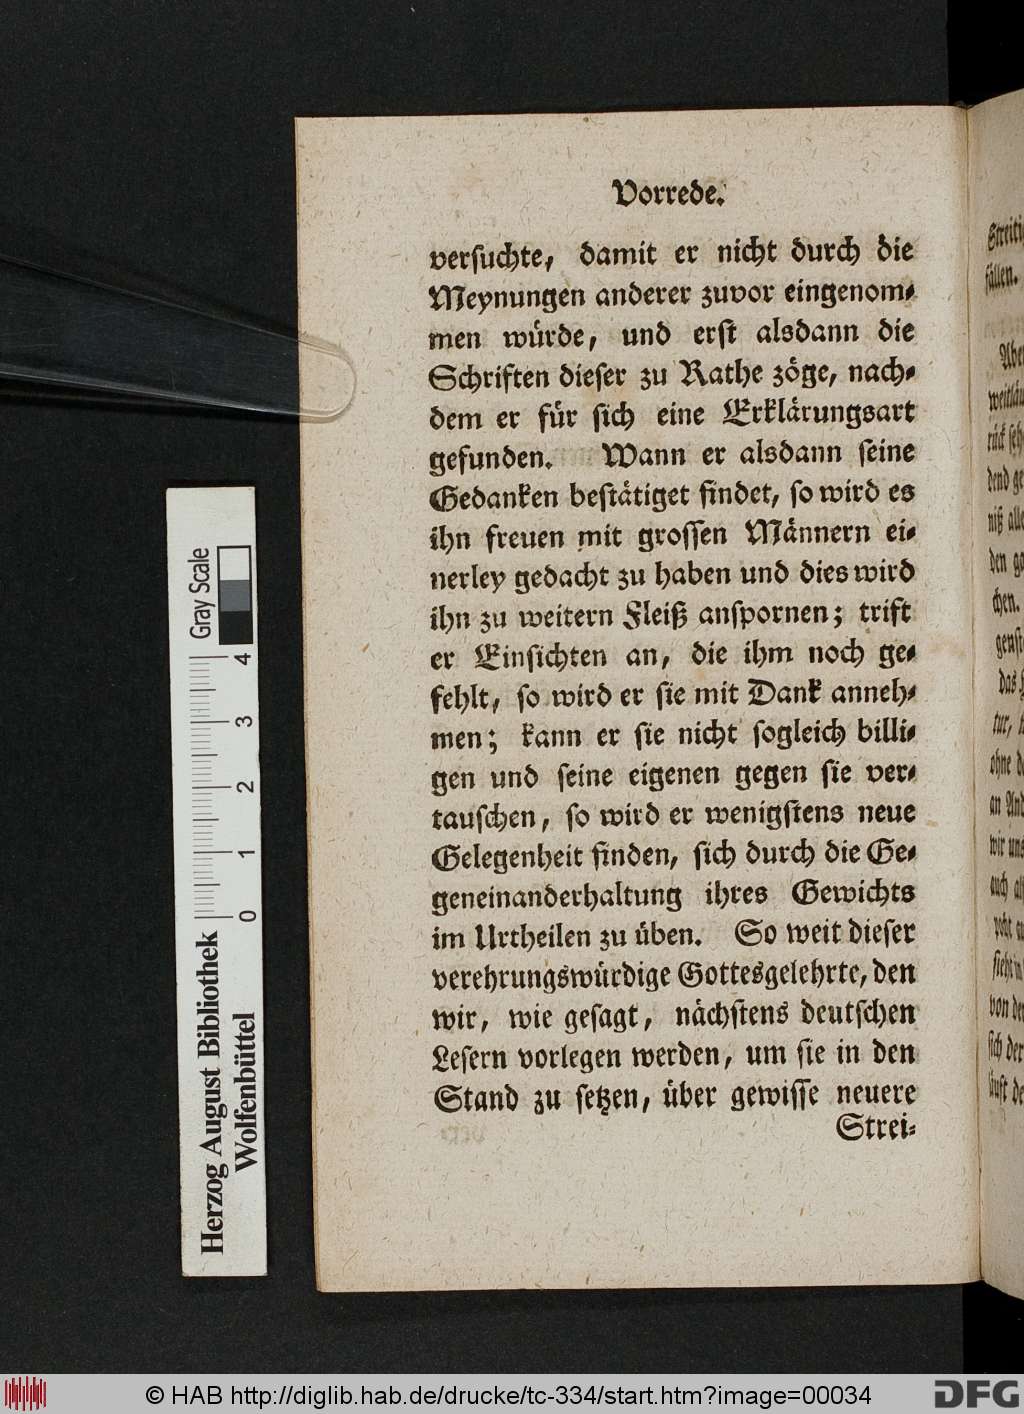 Vorrede.
versuchte, damit er nicht durch die
Meynungen anderer zuvor eingenom-
men würde, und erst alsdann die
Schriften dieser zu Rathe zöge, nach-
dem er für sich eine Erklärungsart
gefunden. Wann er alsdann seine
Gedanken bestätiget findet, so wird es
ihn freuen mit grossen Männern ei-
nerley gedacht zu haben und dies wird
ihn zu weitern Fleiß anspornen; trift
er Einsichten an, die ihm noch ge-
fehlt, so wird er sie mit Dank anneh-
men; kann er sie nicht sogleich billi-
gen und seine eigenen gegen sie ver-
tauschen, so wird er wenigstens neue
Gelegenheit finden, sich durch die Ge-
geneinanderhaltung ihres Gewichts
im Urtheilen zu üben. So weit dieser
verehrungswürdige Gottesgelehrte, den
wir, wie gesagt, nächstens deutschen
Lesern vorlegen werden, um sie in den
Stand zu setzen, über gewisse neuere
Strei-
Herzog August Bibliothek
Wolfenbüttel
0 1 2 3 4
Gray Scale
© HAB http://diglib.hab.de/drucke/tc-334/start.htm?image=00034
DFG